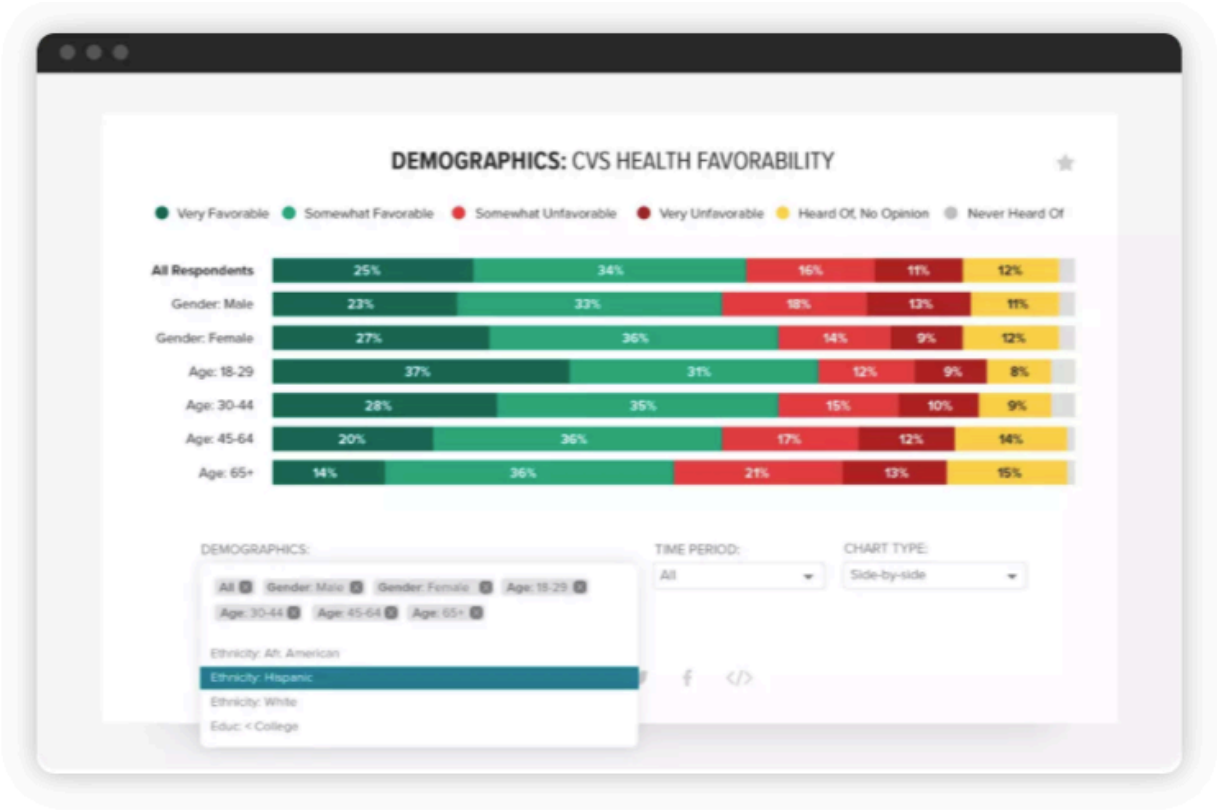 DEMOGRAPHICS: CVS HEALTH FAVORABILITY
Very Favorable Somewhat Favorable Somewhat Unfavorable Very Unfavorable Heard Of, No Opinion Never Heard Of
All Respondents 25% 34% 16% 11% 12%
Gender: Male 23% 33% 18% 13% 11%
Gender: Female 27% 36% 14% 9% 12%
Age: 18-29 37% 31% 12% 9% 8%
Age: 30-44 28% 35% 15% 10% 9%
Age: 45-64 20% 36% 17% 12% 14%
Age: 65+ 14% 36% 21% 13% 15%
DEMOGRAPHICS: TIME PERIOD: CHART TYPE:
All Side-by-side
All Gender: Male Gender: Female Age: 18-29
Age: 30-44 Age: 45-64 Age: 65+
Ethnicity: Afr. American
Ethnicity: Hispanic
Ethnicity: White
Educ: < College